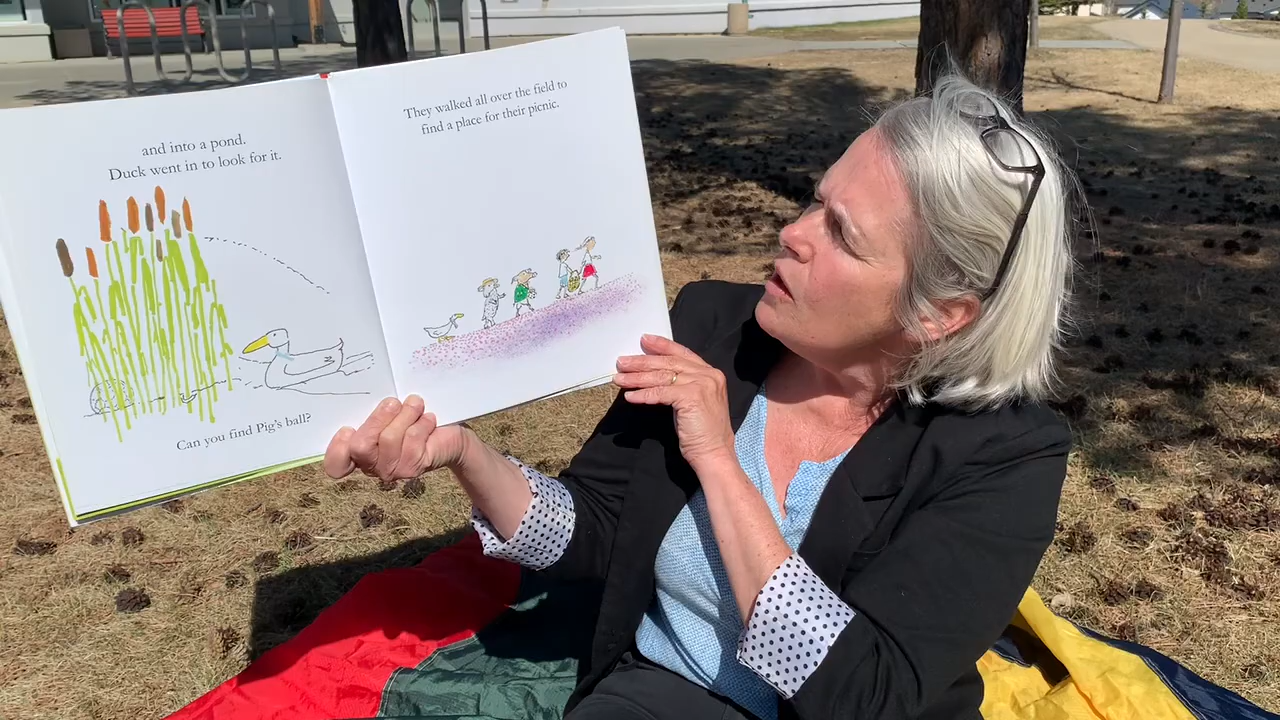 and into a pond.
Duck went in to look for it.
Can you find Pig's ball?
They walked all over the field to
find a place for their picnic.